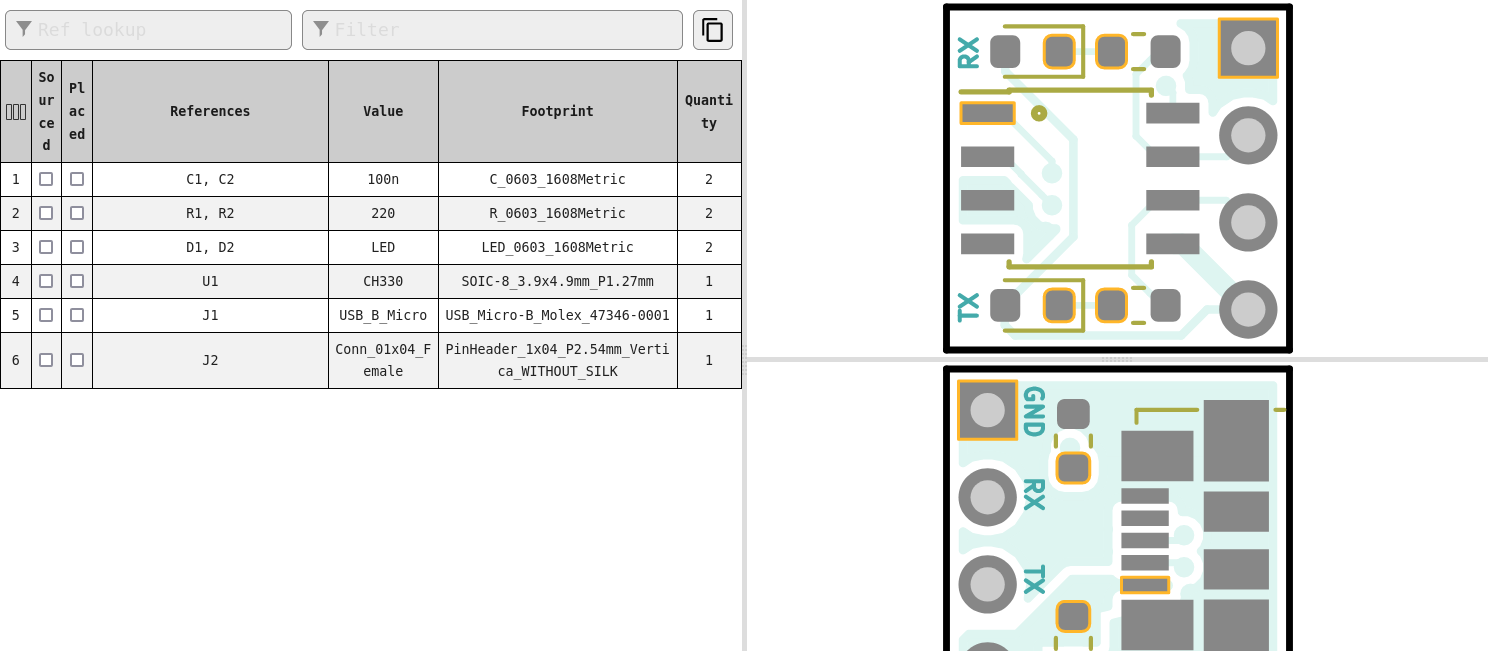 Ref lookup
Filter
Sourced
Placed
References
Value
Footprint
Quantity
1
C1, C2
100n
C_0603_1608Metric
2
2
R1, R2
220
R_0603_1608Metric
2
3
D1, D2
LED
LED_0603_1608Metric
2
4
U1
CH330
SOIC-8_3.9x4.9mm_P1.27mm
1
5
J1
USB_B_Micro
USB_Micro-B_Molex_47346-0001
1
6
J2
Conn_01x04_Female
PinHeader_1x04_P2.54mm_Vertical_WITHOUT_SILK
1
RX
TX
GND
RX
TX